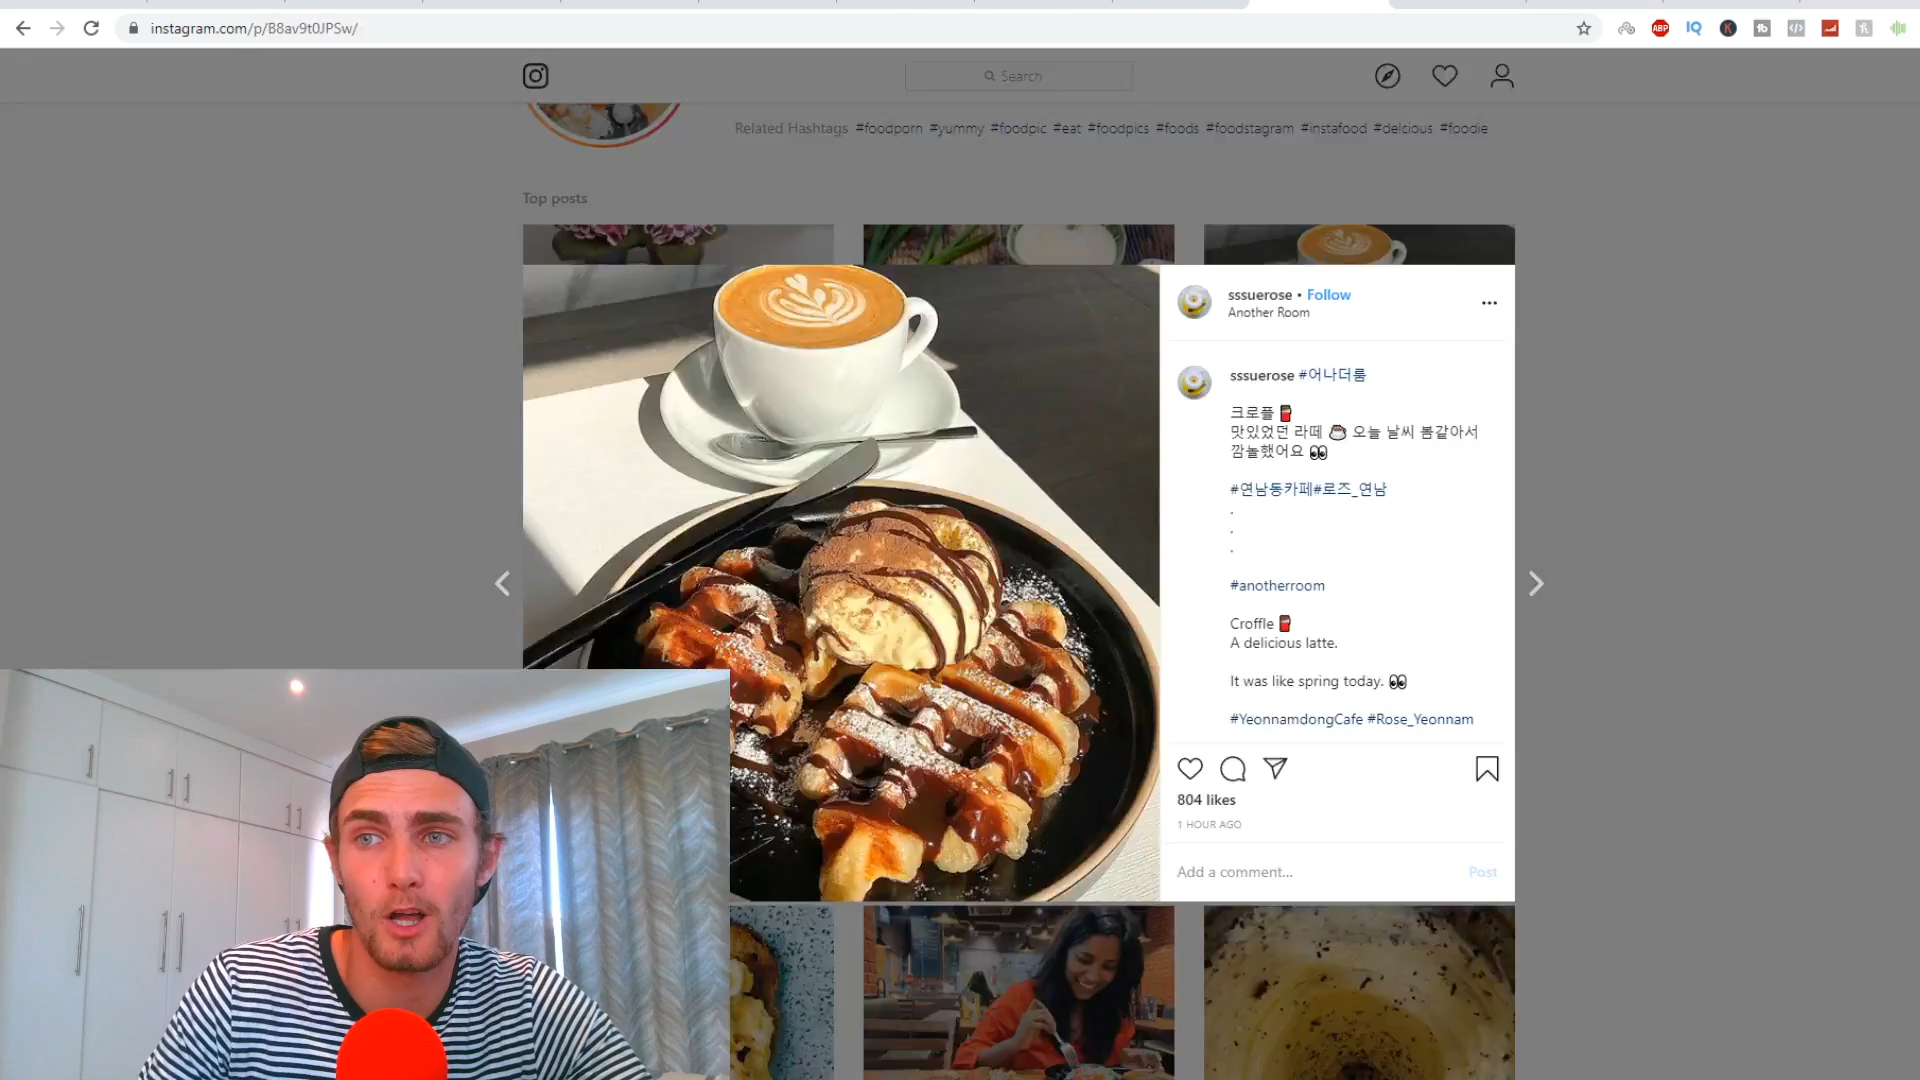 instagram.com/p/B8av9t0JPSw/
ABP
IQ
K
Search
Related Hashtags #foodporn #yummy #foodpic #eat #foodpics #foods #foodstagram #instafood #delcious #foodie
Top posts
sssuerose • Follow
Another Room
sssuerose #어나더룸
크로플🥤
맛있었던 라떼 ☕ 오늘 날씨 봄같아서
깜놀했어요 👀
#연남동카페#로즈_연남
.
.
.
#anotherroom
Croffle🥤
A delicious latte.
It was like spring today. 👀
#YeonnamdongCafe #Rose_Yeonnam
804 likes
1 HOUR AGO
Add a comment...
Post